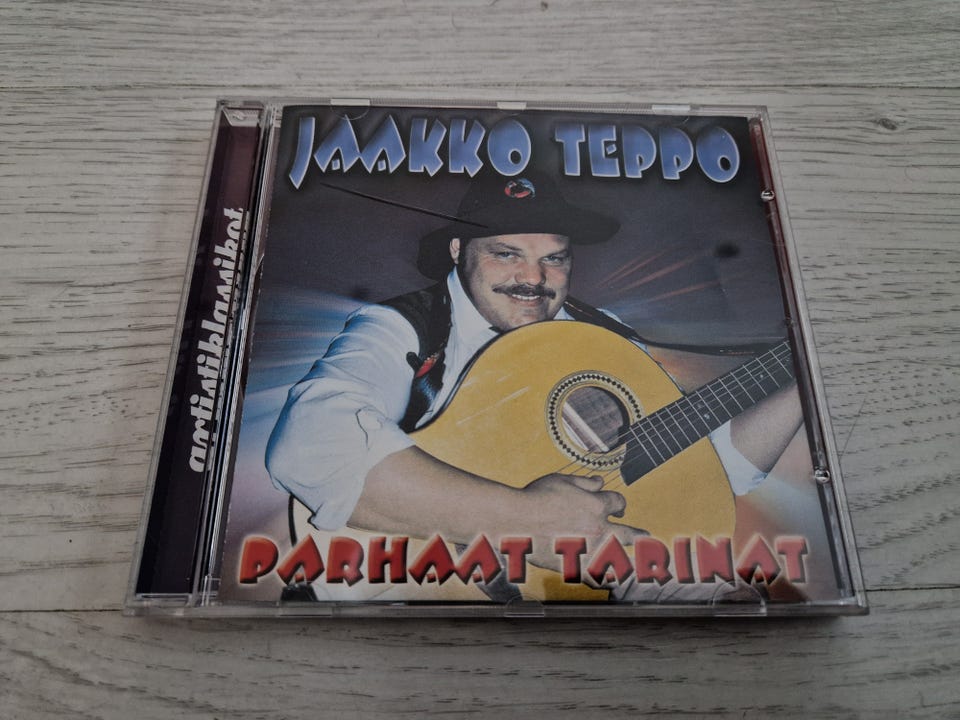 JAAKKO TEPPO
artistiklassikot
PARHAAT TARINAT